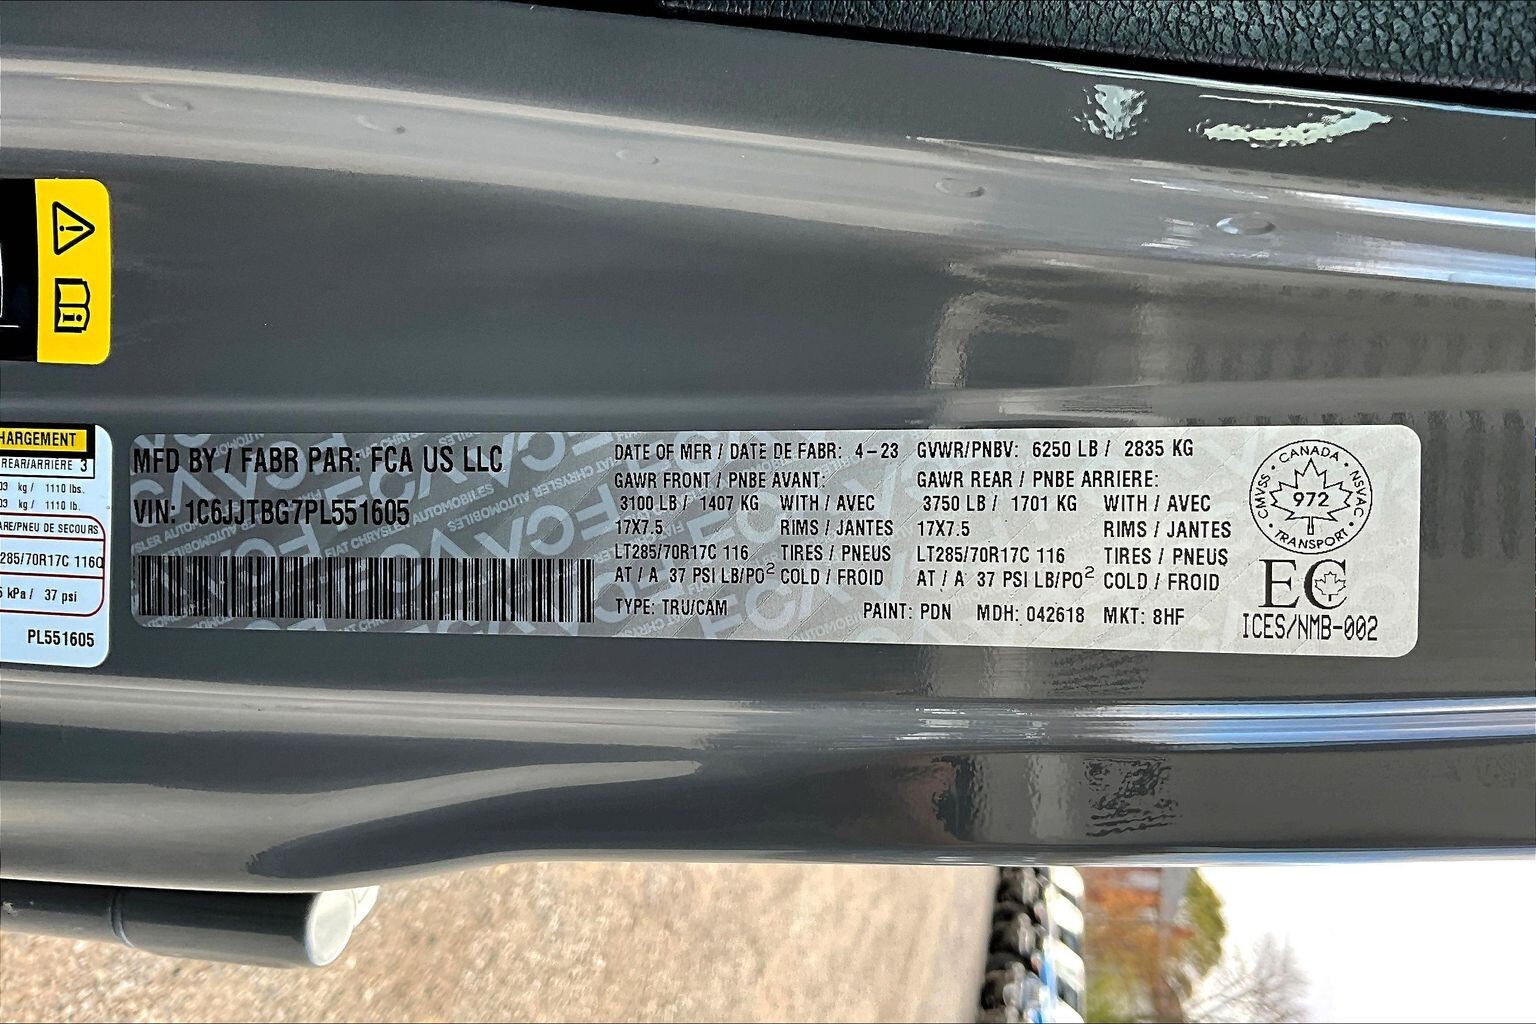 HARGEMENT
REAR/ARRIÈRE 3
03 kg / 1110 lbs.
03 kg / 1110 lb.
ARE/PNEU DE SECOURS
285/70R17C 116Q
kPa / 37 psi
PL551605
MFD BY / FABR PAR: FCA US LLC
VIN: 1C6JJTBG7PL551605
DATE OF MFR / DATE DE FABR: 4-23 GVWR/PNBV: 6250 LB / 2835 KG
GAWR FRONT / PNBE AVANT: GAWR REAR / PNBE ARRIERE:
3100 LB / 1407 KG WITH / AVEC 3750 LB / 1701 KG WITH / AVEC
17X7.5 RIMS / JANTES 17X7.5 RIMS / JANTES
LT285/70R17C 116 TIRES / PNEUS LT285/70R17C 116 TIRES / PNEUS
AT / A 37 PSI LB/PO² COLD / FROID AT / A 37 PSI LB/PO² COLD / FROID
TYPE: TRU/CAM PAINT: PDN MDH: 042618 MKT: 8HF
CANADA
CMVSS 972 NSVAC
TRANSPORT
EC
ICES/NMB-002